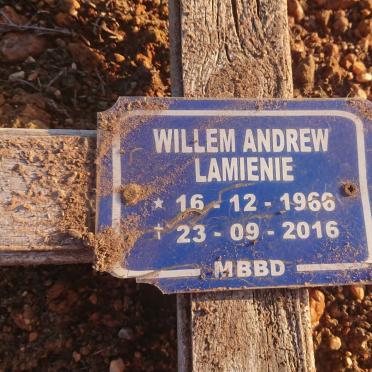 WILLEM ANDREW
LAMIENIE
★ 16 - 12 - 1966
✝ 23 - 09 - 2016
MBBD